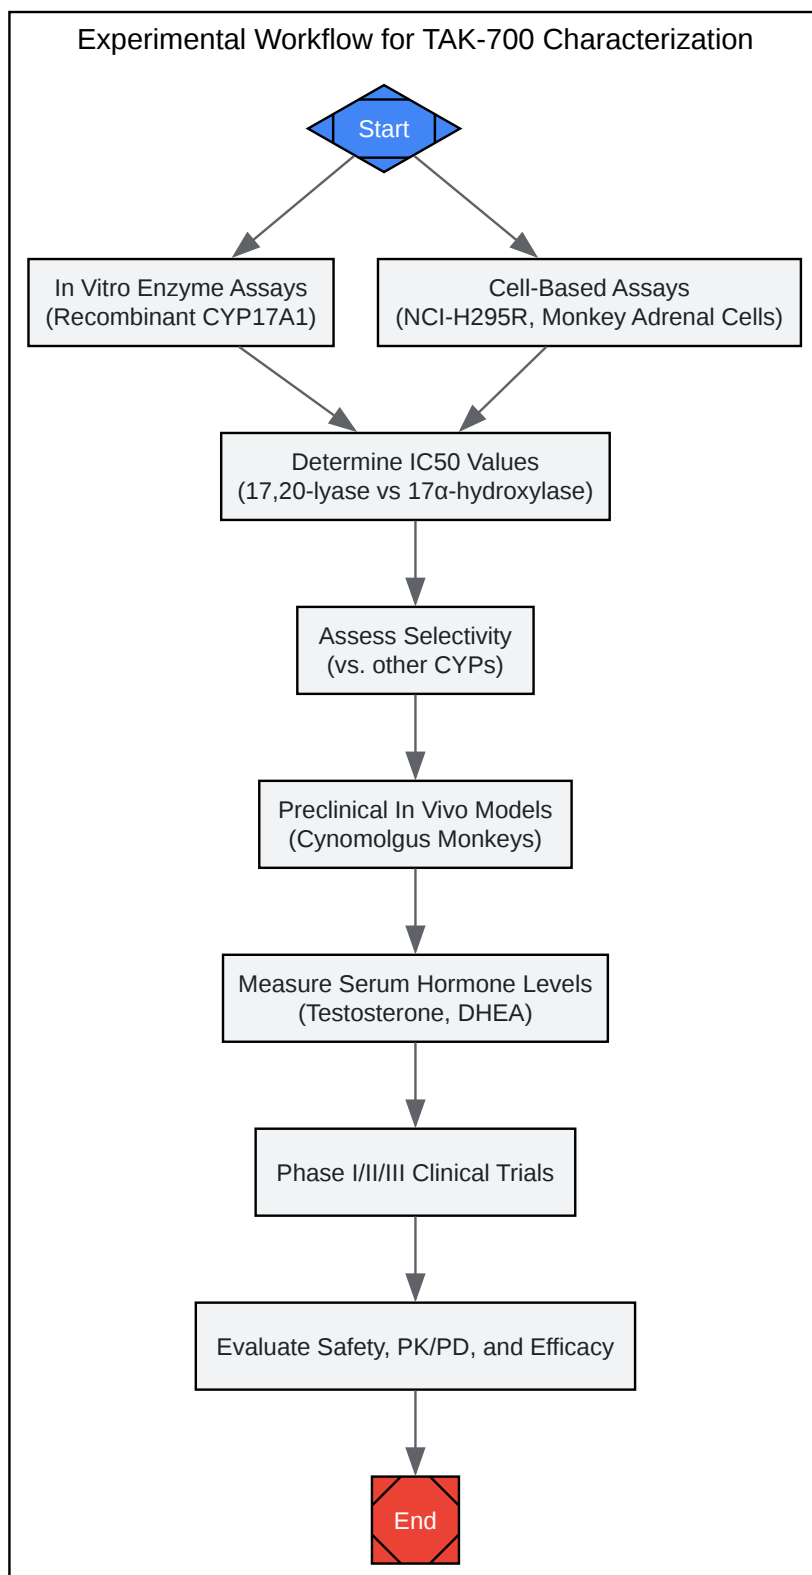 Experimental Workflow for TAK-700 Characterization
Start
In Vitro Enzyme Assays
(Recombinant CYP17A1)
Cell-Based Assays
(NCI-H295R, Monkey Adrenal Cells)
Determine IC50 Values
(17,20-lyase vs 17α-hydroxylase)
Assess Selectivity
(vs. other CYPs)
Preclinical In Vivo Models
(Cynomolgus Monkeys)
Measure Serum Hormone Levels
(Testosterone, DHEA)
Phase I/II/III Clinical Trials
Evaluate Safety, PK/PD, and Efficacy
End